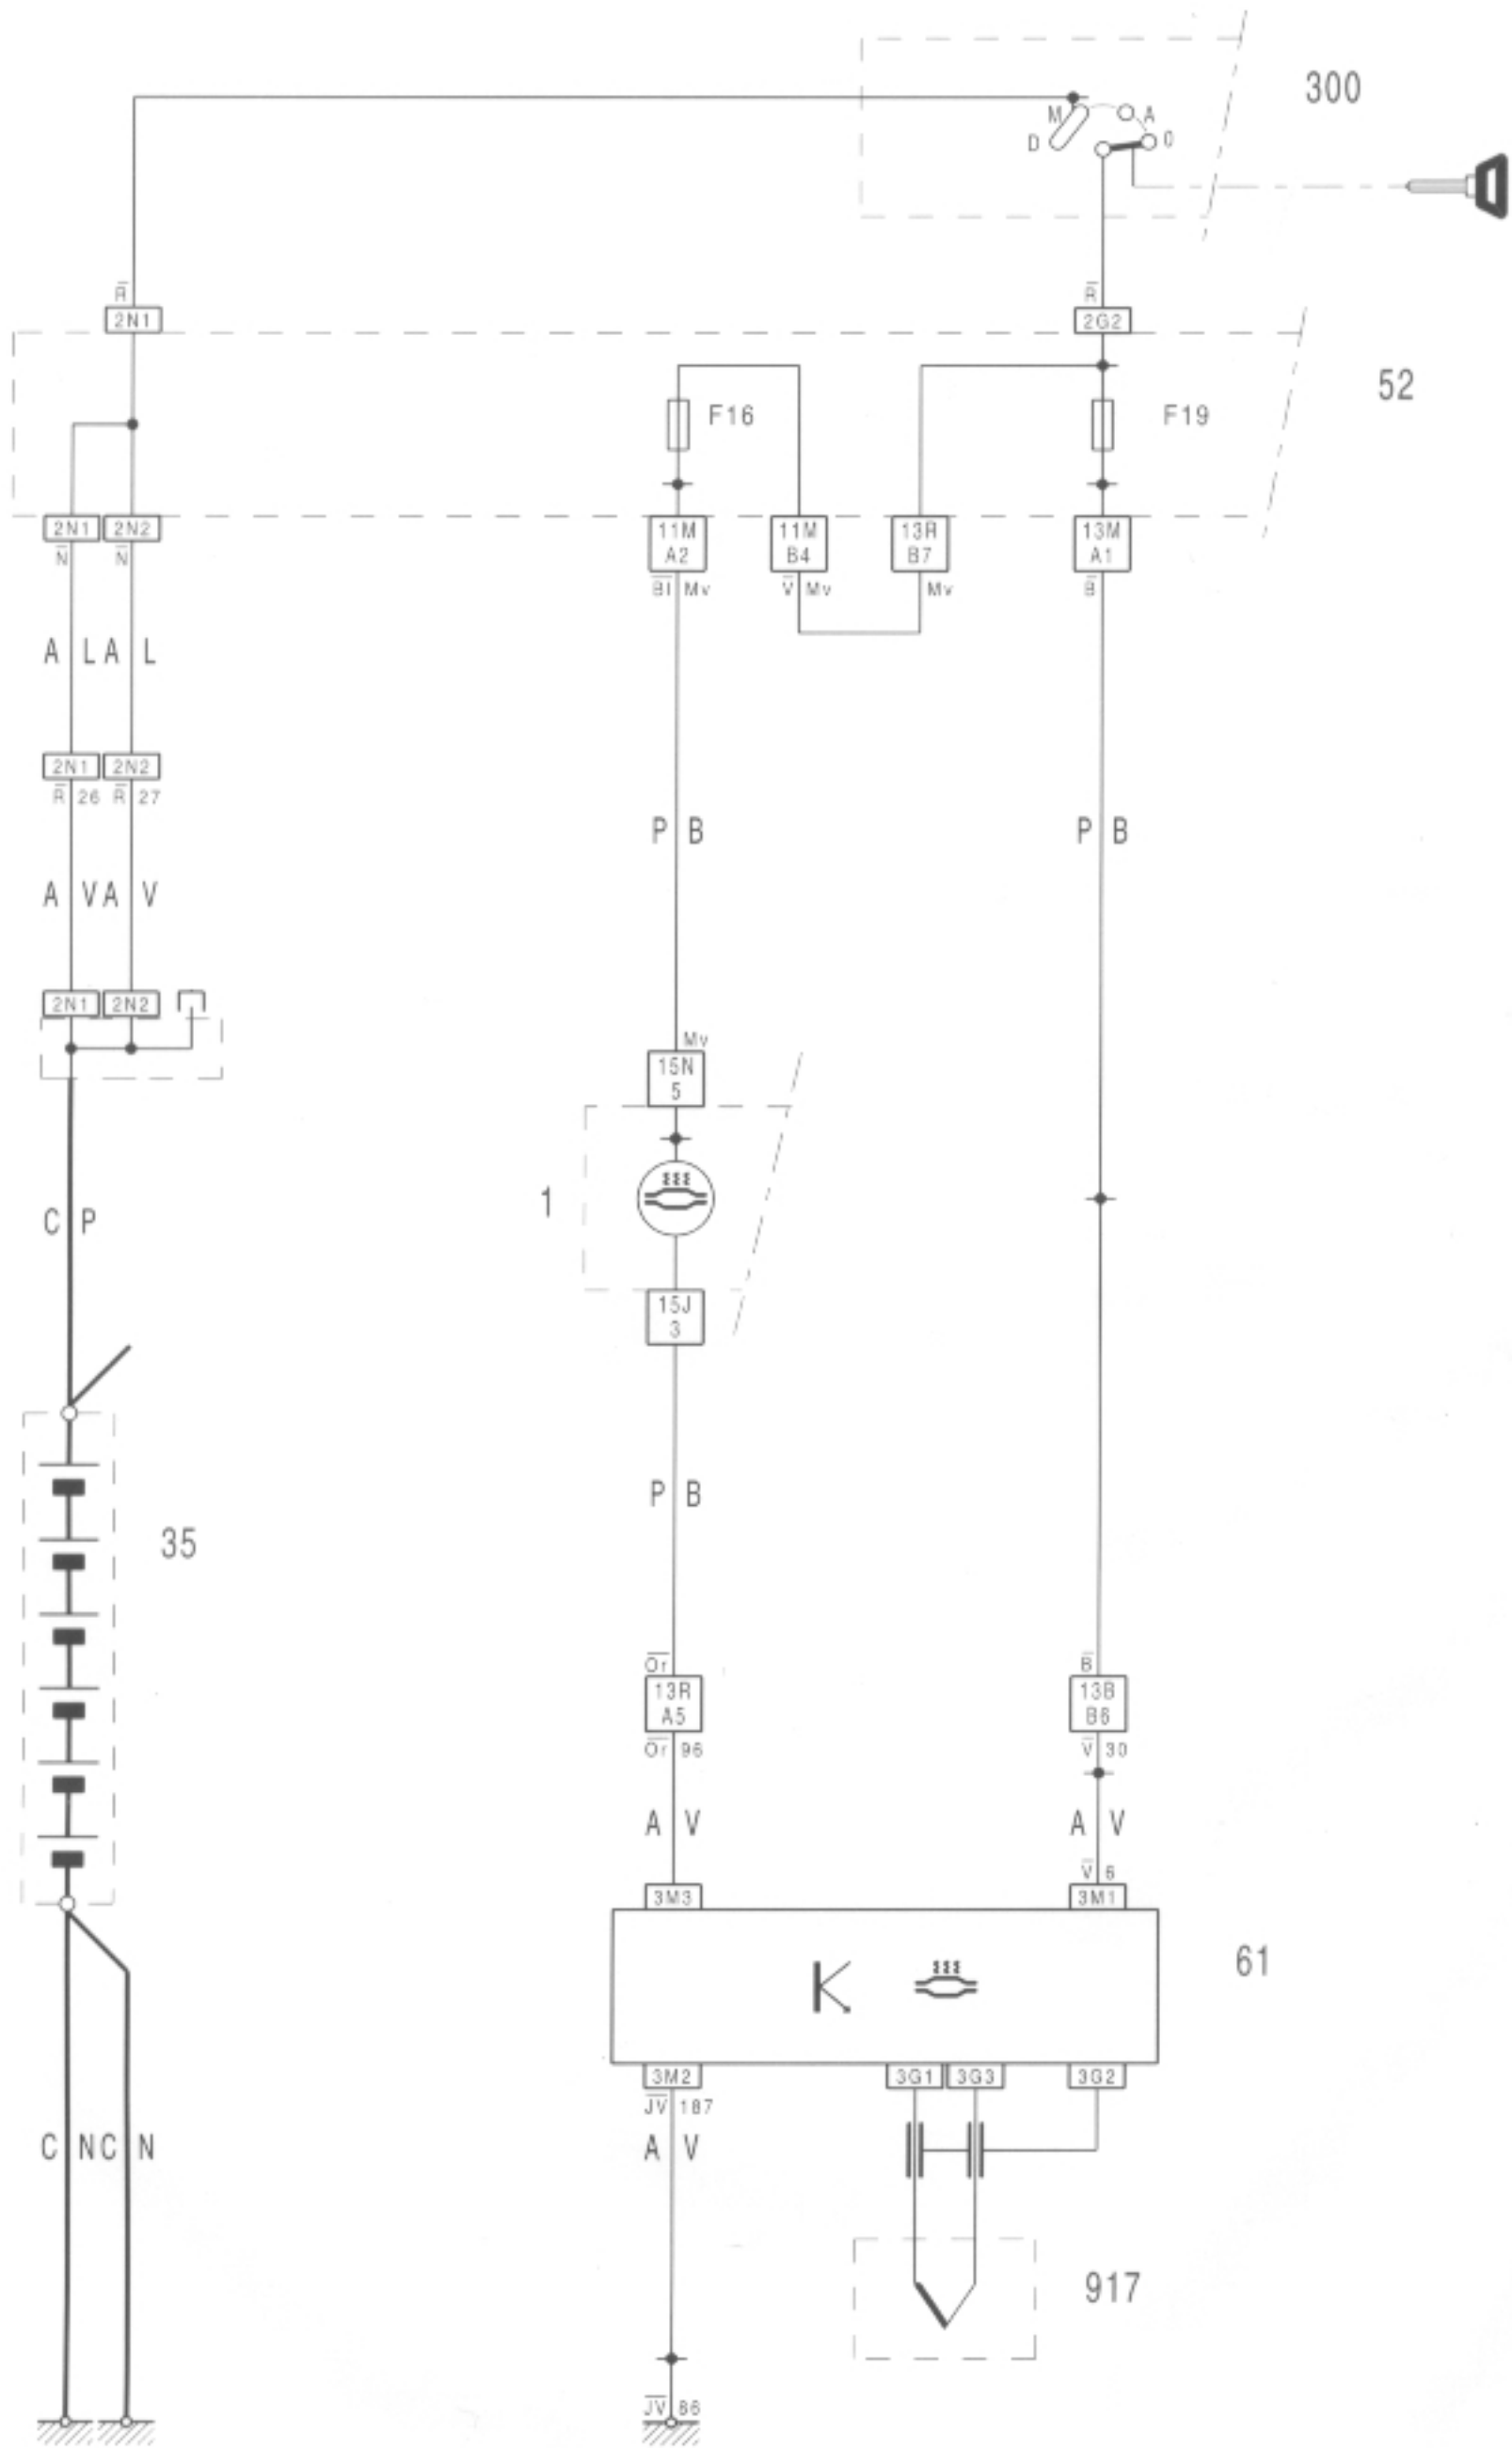 300
M A
D 0
R R
2N1 2G2
52
F16 F19
2N1 2N2 11M 11M 13R 13M
A2 B4 B7 A1
N N BI Mv V Mv Mv B
A L A L
2N1 2N2
R 26 R 27
P B P B
A V A V
2N1 2N2
Mv
15N
5
1
C P
15J
3
P B
35
Or B
13R 13B
A5 B6
Or 96 V 30
A V A V
V 6
3M3 3M1
61
3M2 3G1 3G3 3G2
JV 187
C N C N A V
917
JV 86